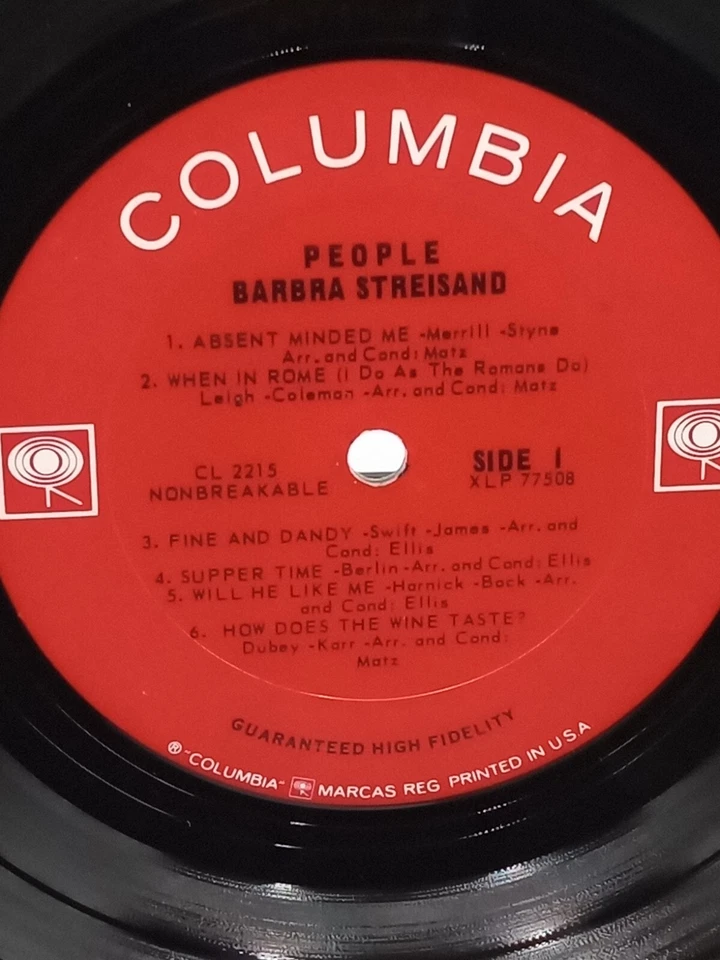 COLUMBIA
PEOPLE
BARBRA STREISAND
1. ABSENT MINDED ME -Merrill -Styne
Arr. and Cond: Matz
2. WHEN IN ROME (I Do As The Romans Do)
Leigh -Coleman -Arr. and Cond: Matz
CL 2215
NONBREAKABLE
SIDE 1
XLP 77508
3. FINE AND DANDY -Swift -James -Arr. and
Cond: Ellis
4. SUPPER TIME -Berlin -Arr. and Cond: Ellis
5. WILL HE LIKE ME -Harnick -Bock -Arr.
and Cond: Ellis
6. HOW DOES THE WINE TASTE?
Dubey -Karr -Arr. and Cond:
Matz
GUARANTEED HIGH FIDELITY
® "COLUMBIA" MARCAS REG PRINTED IN U.S.A